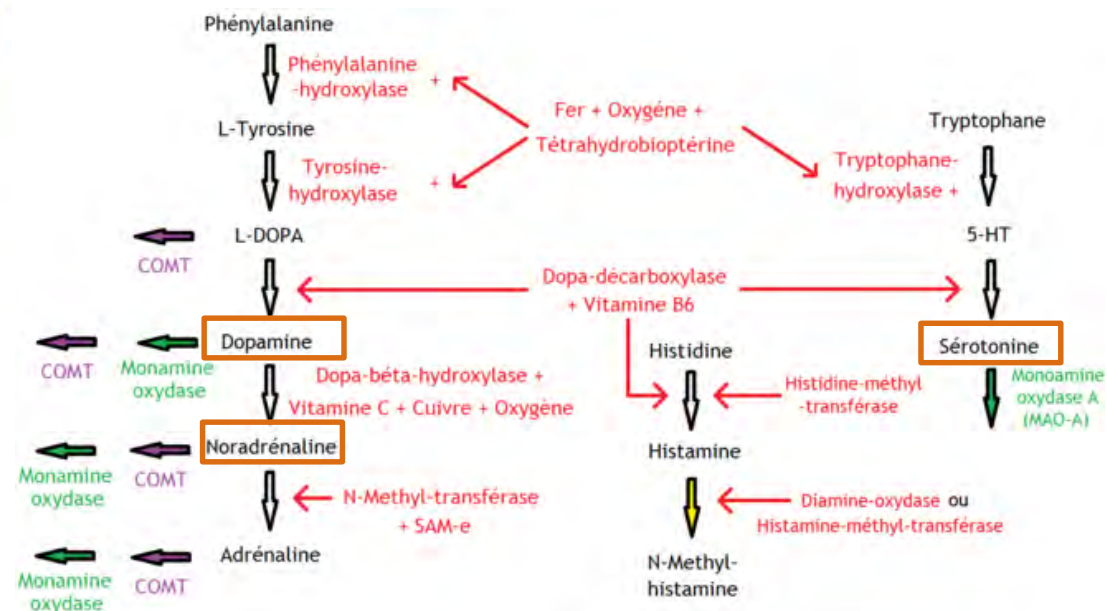 Phénylalanine
Phénylalanine
-hydroxylase
+
L-Tyrosine
Tyrosine-
hydroxylase
+
Fer + Oxygéne +
Tétrahydrobioptérine
Tryptophane
Tryptophane-
hydroxylase +
L-DOPA
COMT
5-HT
Dopa-décarboxylase
+ Vitamine B6
Dopamine
Monamine
oxydase
COMT
Dopa-béta-hydroxylase +
Vitamine C + Cuivre + Oxygène
Histidine
Histidine-méthyl
-transférase
Sérotonine
Monoamine
oxydase A
(MAO-A)
Noradrénaline
COMT
Monamine
oxydase
N-Methyl-transférase
+ SAM-e
Histamine
Diamine-oxydase ou
Histamine-méthyl-transférase
Adrénaline
COMT
Monamine
oxydase
N-Methyl-
histamine